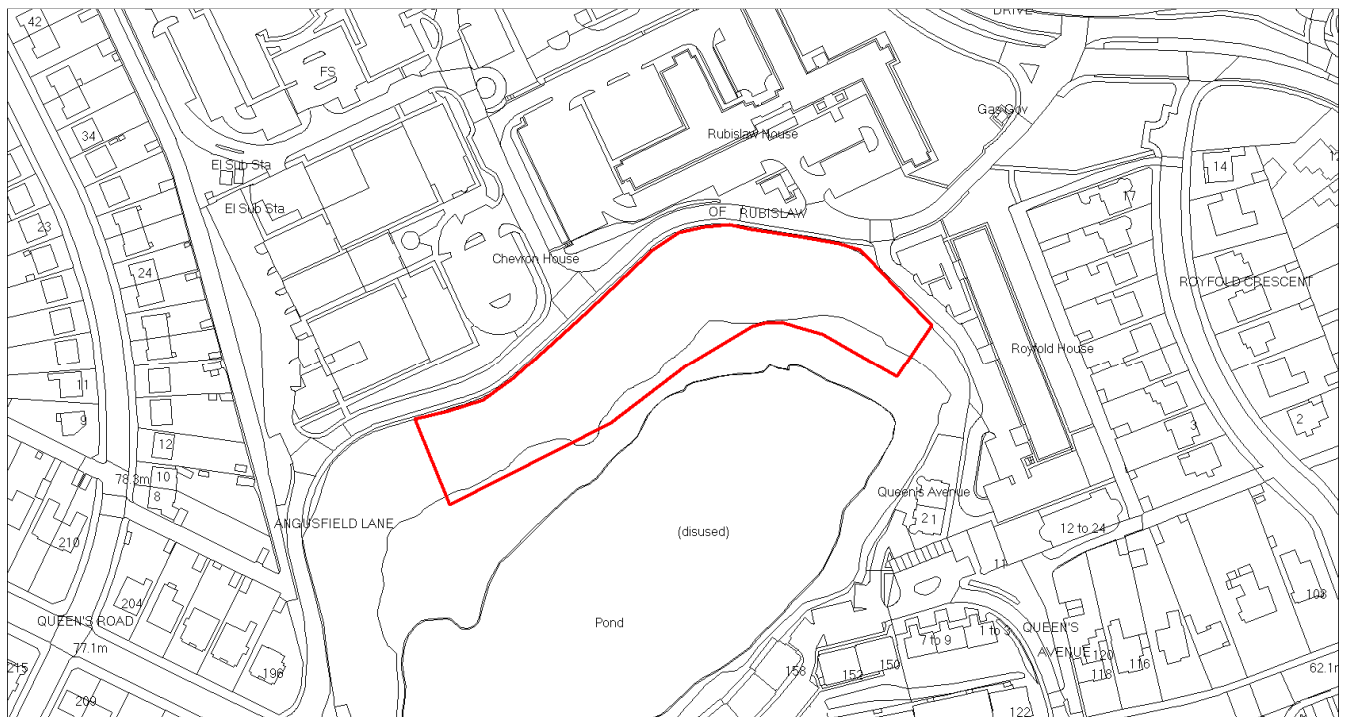 DRIVE
42
FS
Gas Gov
34
Rubislaw House
El Sub Sta
14
El Sub Sta
17
OF RUBISLAW
23
Chevron House
24
ROYFOLD CRESCENT
Royfold House
11
9
2
3
12
78.3m
10
8
Queen's Avenue
21
ANGUSFIELD LANE
12 to 24
(disused)
210
11
204
108
QUEEN'S ROAD
Pond
77.1m
QUEEN'S
AVENUE
1 to 3
7 to 9
120
116
118
215
196
158
152
150
62.1m
209
122